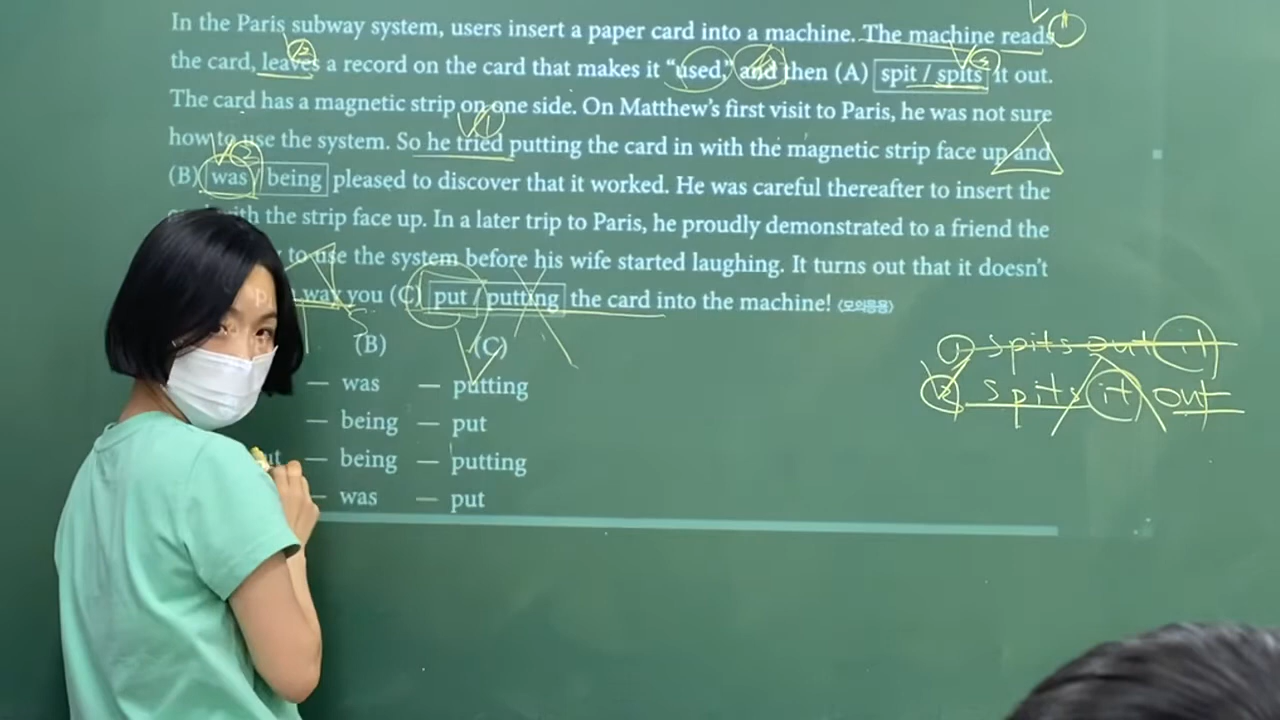 In the Paris subway system, users insert a paper card into a machine. The machine reads ①
the card, leaves ② a record on the card that makes it “used,” and then (A) spit / spits ③ it out.
The card has a magnetic strip on one side. On Matthew’s first visit to Paris, he was not sure
how to use the system. So he tried ① putting the card in with the magnetic strip face up and
(B) was / being ② pleased to discover that it worked. He was careful thereafter to insert the
with the strip face up. In a later trip to Paris, he proudly demonstrated to a friend the
to use the system before his wife started laughing. It turns out that it doesn’t
way you (C) put / putting the card into the machine! <모의응용>
S
① spits out it
② spits it out
(B) (C)
— was — putting
— being — put
— being — putting
— was — put